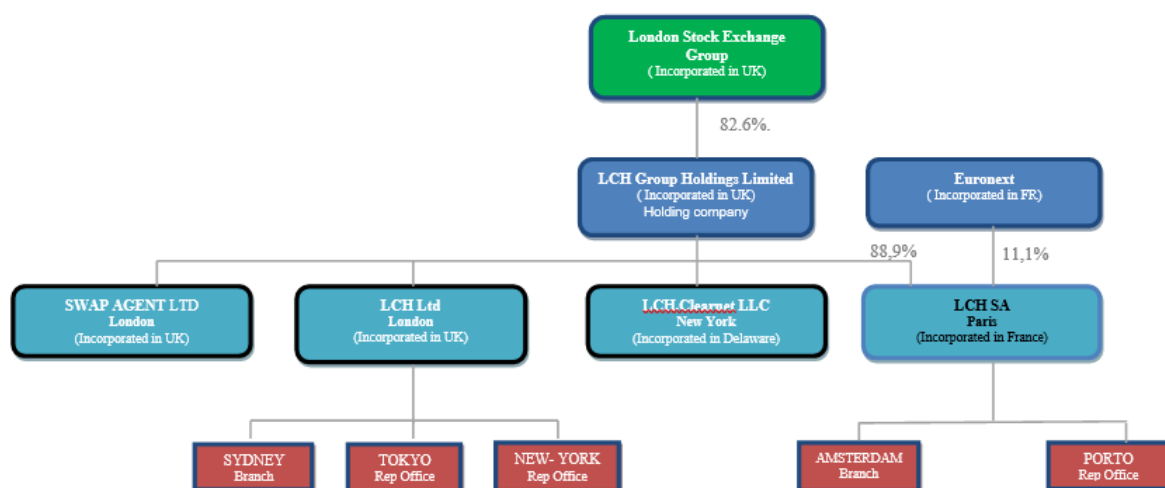 London Stock Exchange
Group
( Incorporated in UK)
82.6%.
LCH Group Holdings Limited
( Incorporated in UK)
Holding company
Euronext
( Incorporated in FR)
88,9%
11,1%
SWAP AGENT LTD
London
(Incorporated in UK)
LCH Ltd
London
(Incorporated in UK)
LCH.Clearnet LLC
New York
(Incorporated in Delaware)
LCH SA
Paris
(Incorporated in France)
SYDNEY
Branch
TOKYO
Rep Office
NEW- YORK
Rep Office
AMSTERDAM
Branch
PORTO
Rep Office